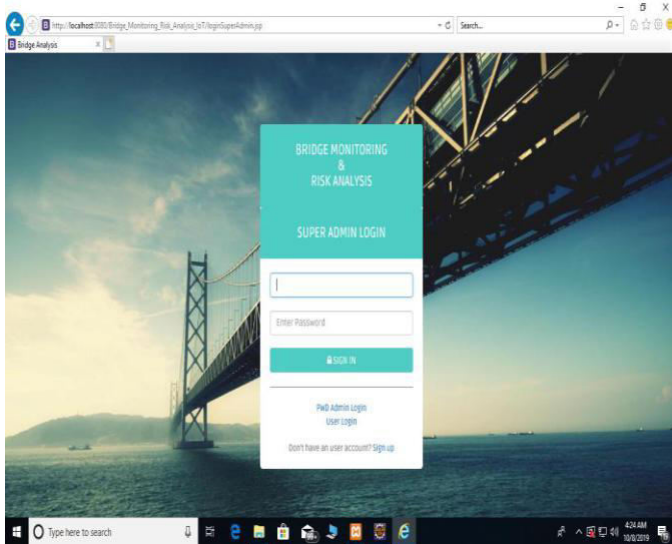 http://localhost:8080/Bridge_Monitoring_Risk_Analysis_IoT/loginSuperAdmin.jsp
Search...
Bridge Analysis
BRIDGE MONITORING
&
RISK ANALYSIS
SUPER ADMIN LOGIN
Enter Password
SIGN IN
PWD Admin Login
User Login
Don't have an user account? Sign up
Type here to search
4:24 AM
10/8/2019